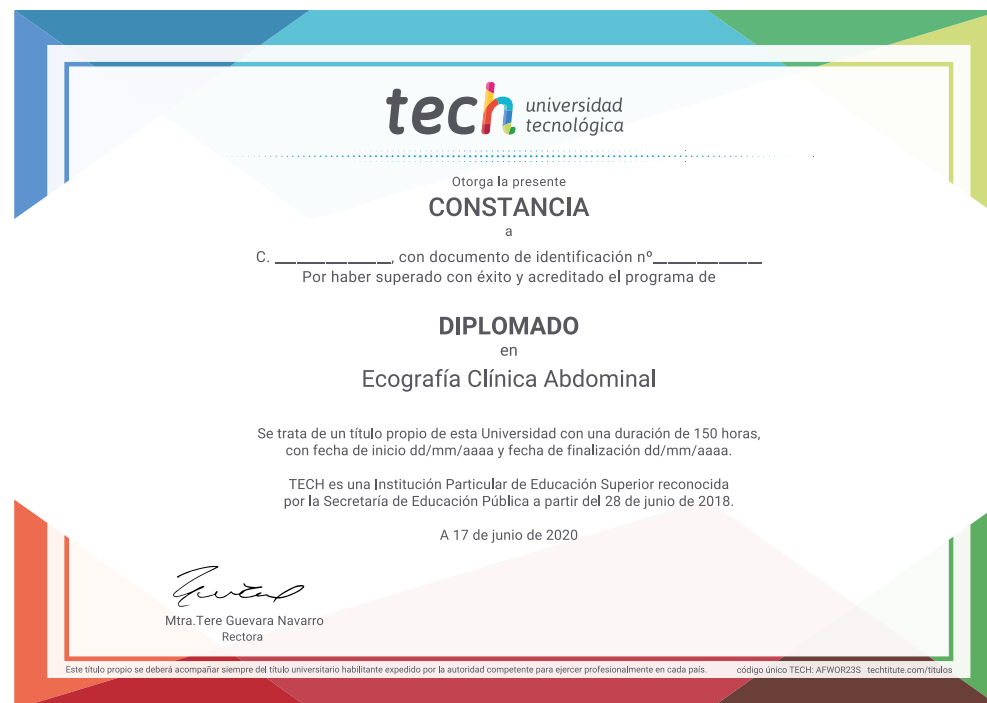 tech universidad
tecnológica
Otorga la presente
CONSTANCIA
a
C. ______________, con documento de identificación nº______________
Por haber superado con éxito y acreditado el programa de
DIPLOMADO
en
Ecografía Clínica Abdominal
Se trata de un título propio de esta Universidad con una duración de 150 horas,
con fecha de inicio dd/mm/aaaa y fecha de finalización dd/mm/aaaa.
TECH es una Institución Particular de Educación Superior reconocida
por la Secretaría de Educación Pública a partir del 28 de junio de 2018.
A 17 de junio de 2020
Mtra.Tere Guevara Navarro
Rectora
Este título propio se deberá acompañar siempre del título universitario habilitante expedido por la autoridad competente para ejercer profesionalmente en cada país. código único TECH: AFWOR23S techtitute.com/titulos